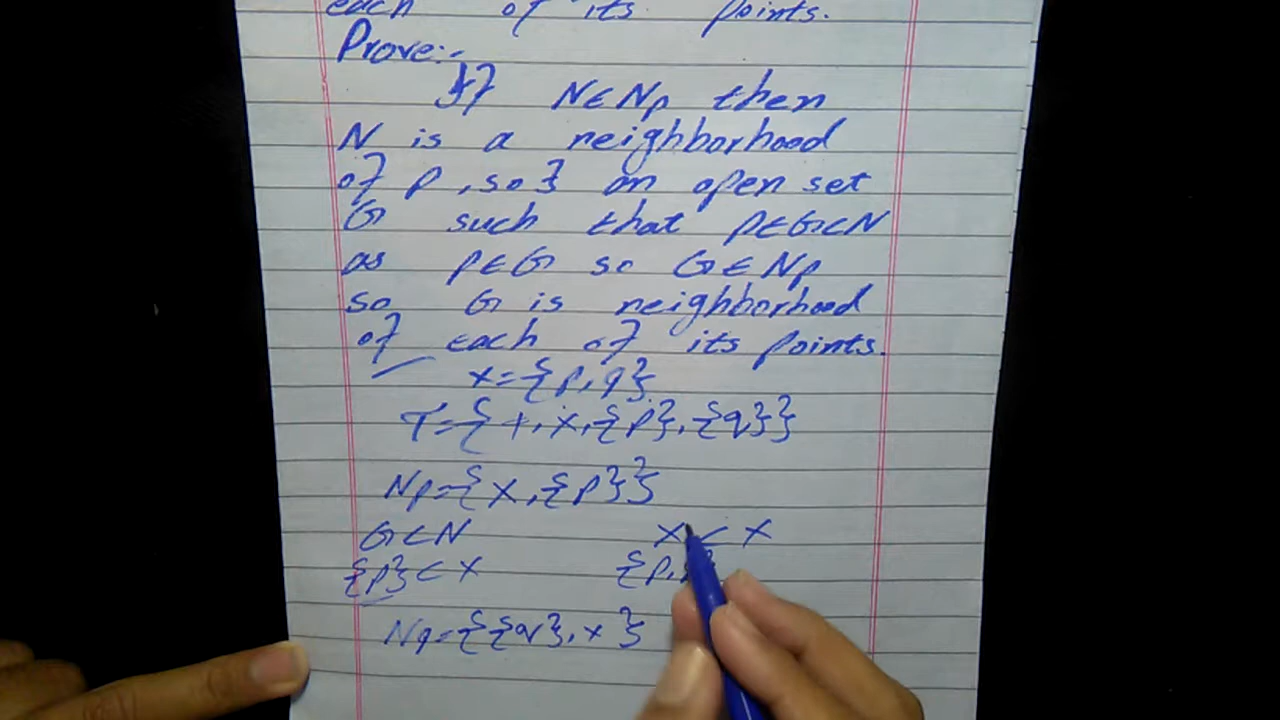 each of its points.
Prove:-
If N∈Np then
N is a neighborhood
of p, so ∃ an open set
G such that p∈G⊂N
as p∈G so G∈Np
so G is neighborhood
of each of its points.
X={p,q}
τ={+,X,{p},{q}}
Np={X,{p}}
G⊂N X⊂X
{p}⊂X {p,
Nq={{q},X}